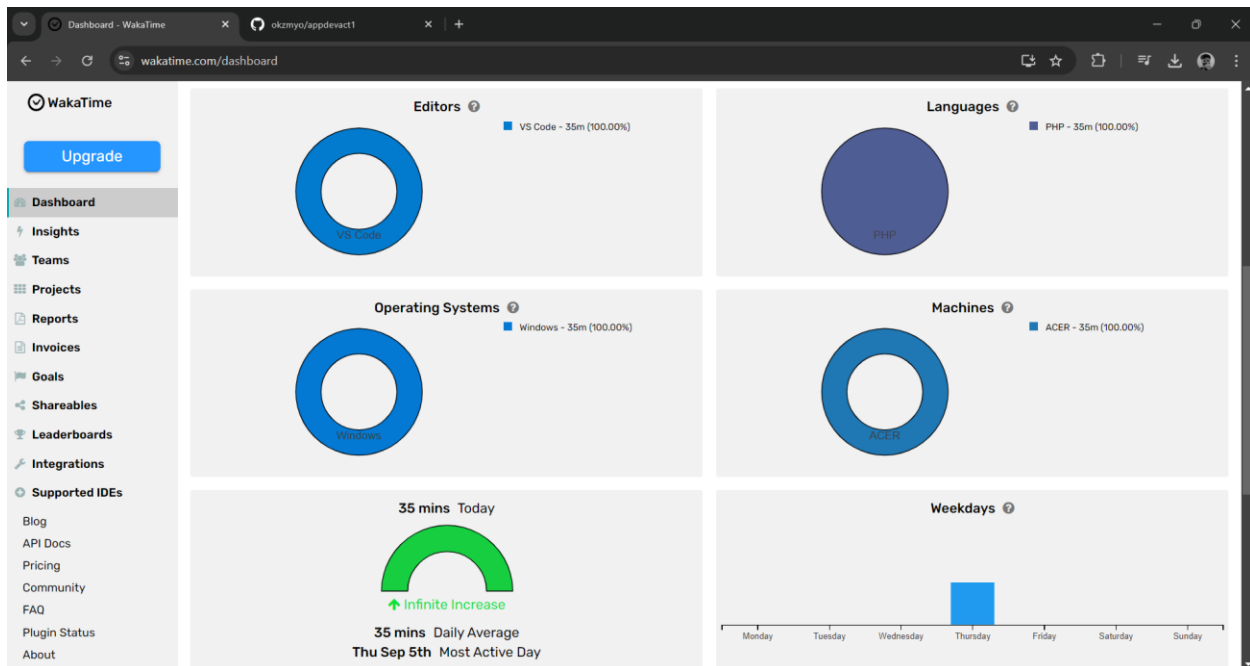 Dashboard - WakaTime
okzmyo/appdevact1
wakatime.com/dashboard
WakaTime
Upgrade
Dashboard
Insights
Teams
Projects
Reports
Invoices
Goals
Shareables
Leaderboards
Integrations
Supported IDEs
Blog
API Docs
Pricing
Community
FAQ
Plugin Status
About
Editors ?
VS Code - 35m (100.00%)
VS Code
Languages ?
PHP - 35m (100.00%)
PHP
Operating Systems ?
Windows - 35m (100.00%)
Windows
Machines ?
ACER - 35m (100.00%)
ACER
35 mins Today
Infinite Increase
35 mins Daily Average
Thu Sep 5th Most Active Day
Weekdays ?
Monday Tuesday Wednesday Thursday Friday Saturday Sunday